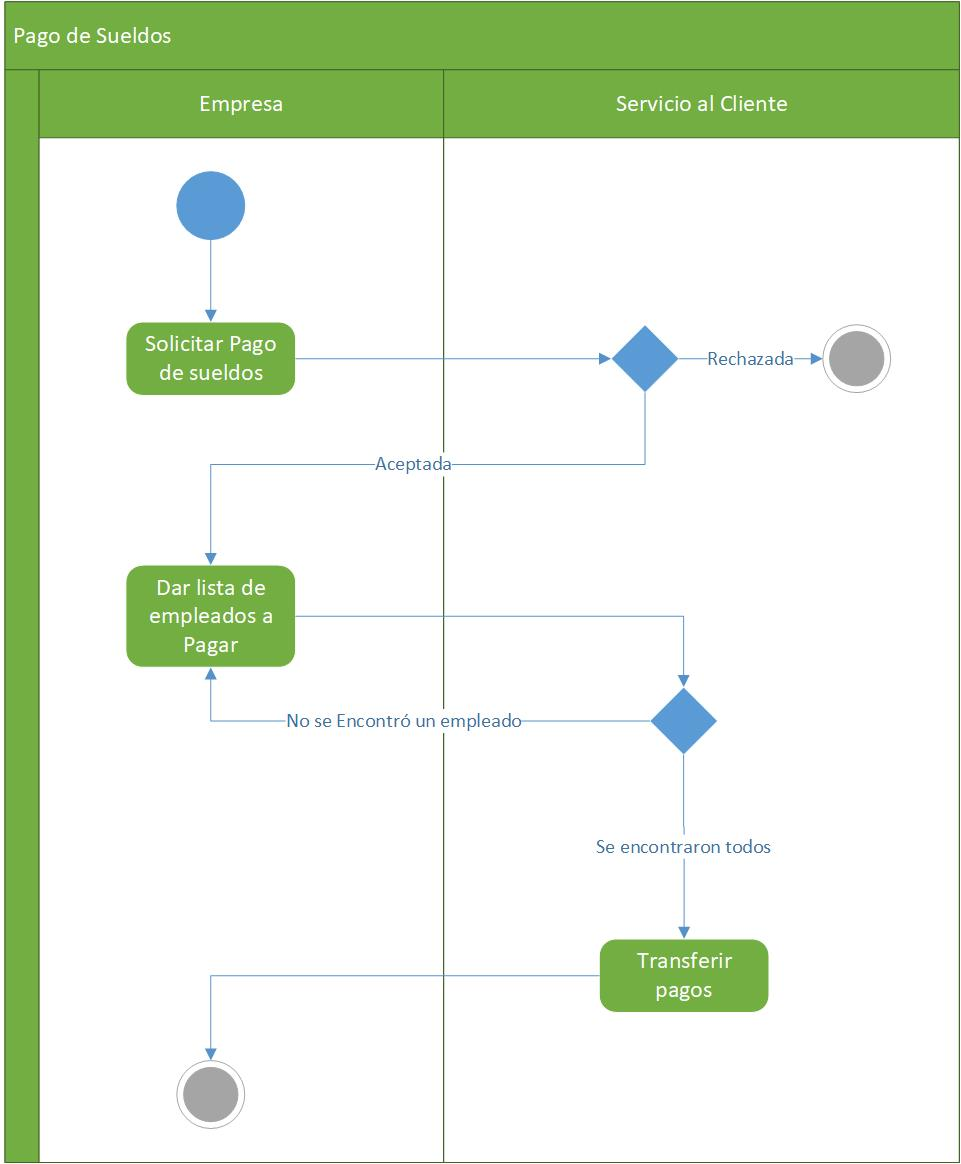 Pago de Sueldos
Empresa
Servicio al Cliente
Solicitar Pago
de sueldos
Rechazada
Aceptada
Dar lista de
empleados a
Pagar
No se Encontró un empleado
Se encontraron todos
Transferir
pagos